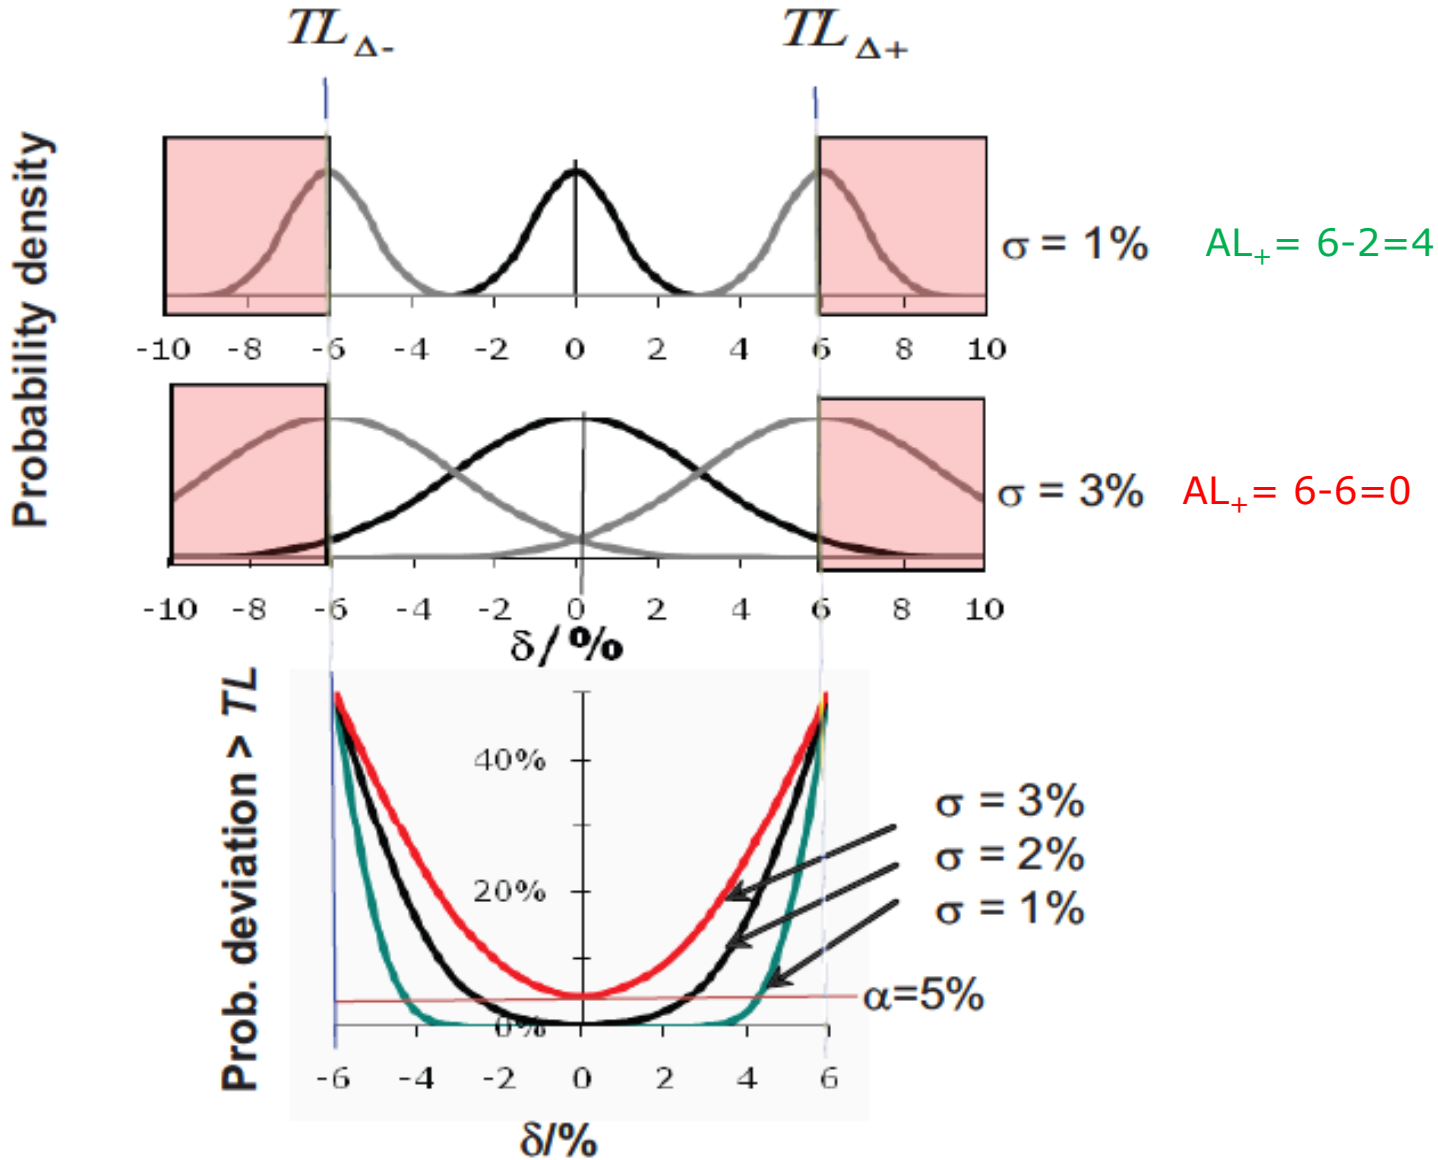 TL Δ-
TL Δ+
Probability density
σ = 1%
AL+= 6-2=4
-10 -8 -6 -4 -2 0 2 4 6 8 10
σ = 3%
AL+= 6-6=0
-10 -8 -6 -4 -2 0 2 4 6 8 10
δ/%
Prob. deviation > TL
40%
20%
0%
σ = 3%
σ = 2%
σ = 1%
α=5%
-6 -4 -2 0 2 4 6
δ/%